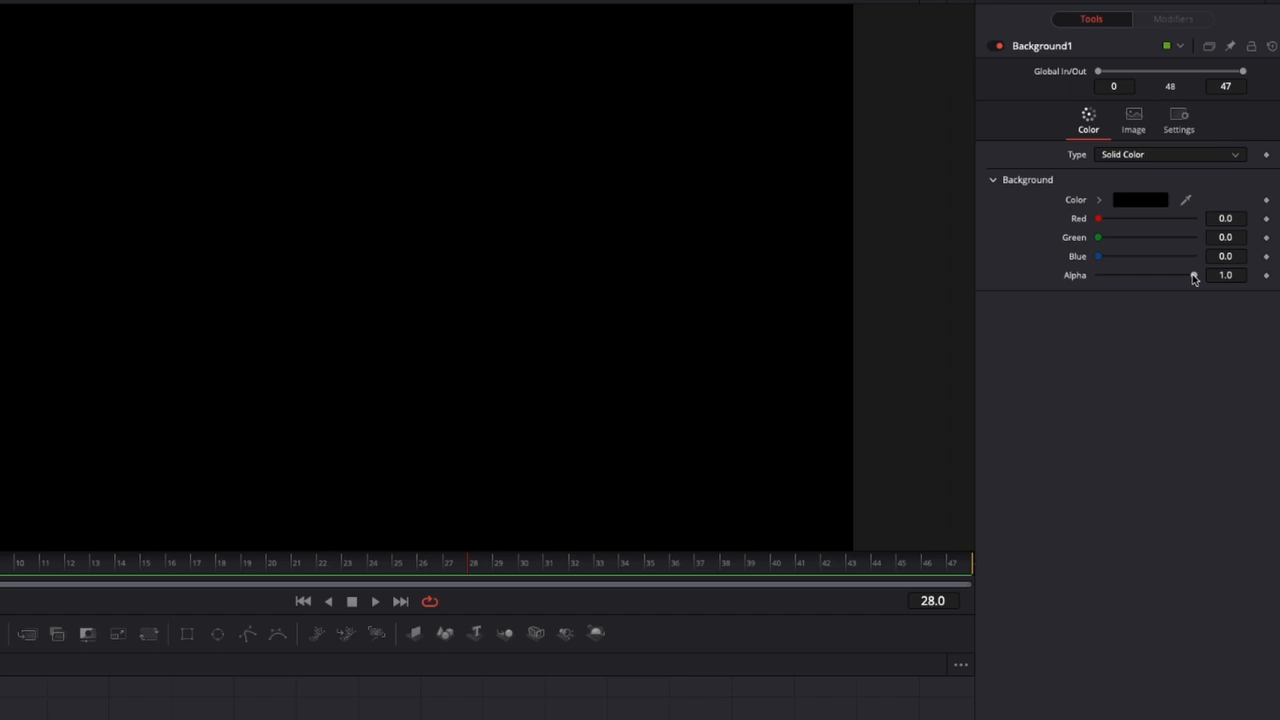 Tools Modifiers
Background1
Global In/Out
0 48 47
Color Image Settings
Type Solid Color
Background
Color
Red 0.0
Green 0.0
Blue 0.0
Alpha 1.0
10 11 12 13 14 15 16 17 18 19 20 21 22 23 24 25 26 27 28 29 30 31 32 33 34 35 36 37 38 39 40 41 42 43 44 45 46 47
28.0
T